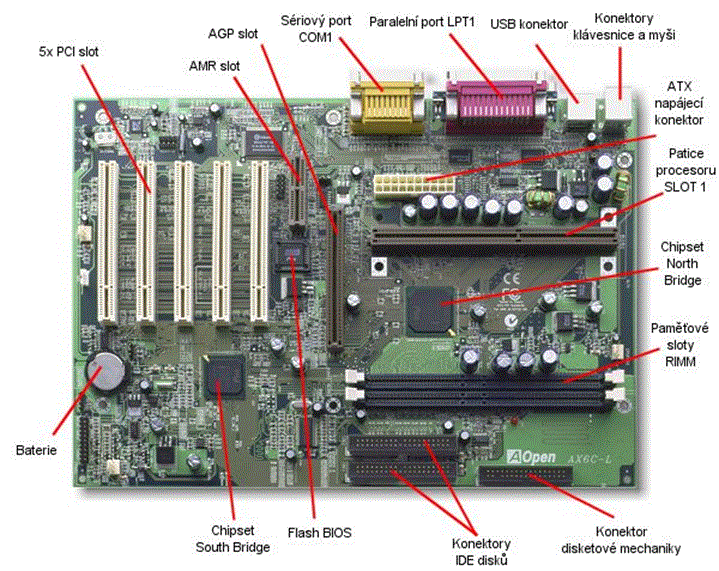 Sériový port
COM1
Paralelní port LPT1
USB konektor
Konektory
klávesnice a myši
AGP slot
5x PCI slot
AMR slot
ATX
napájecí
konektor
Patice
procesoru
SLOT 1
Chipset
North
Bridge
Paměťové
sloty
RIMM
Baterie
AOpen AX6C-L
Chipset
South Bridge
Flash BIOS
Konektory
IDE disků
Konektor
disketové mechaniky